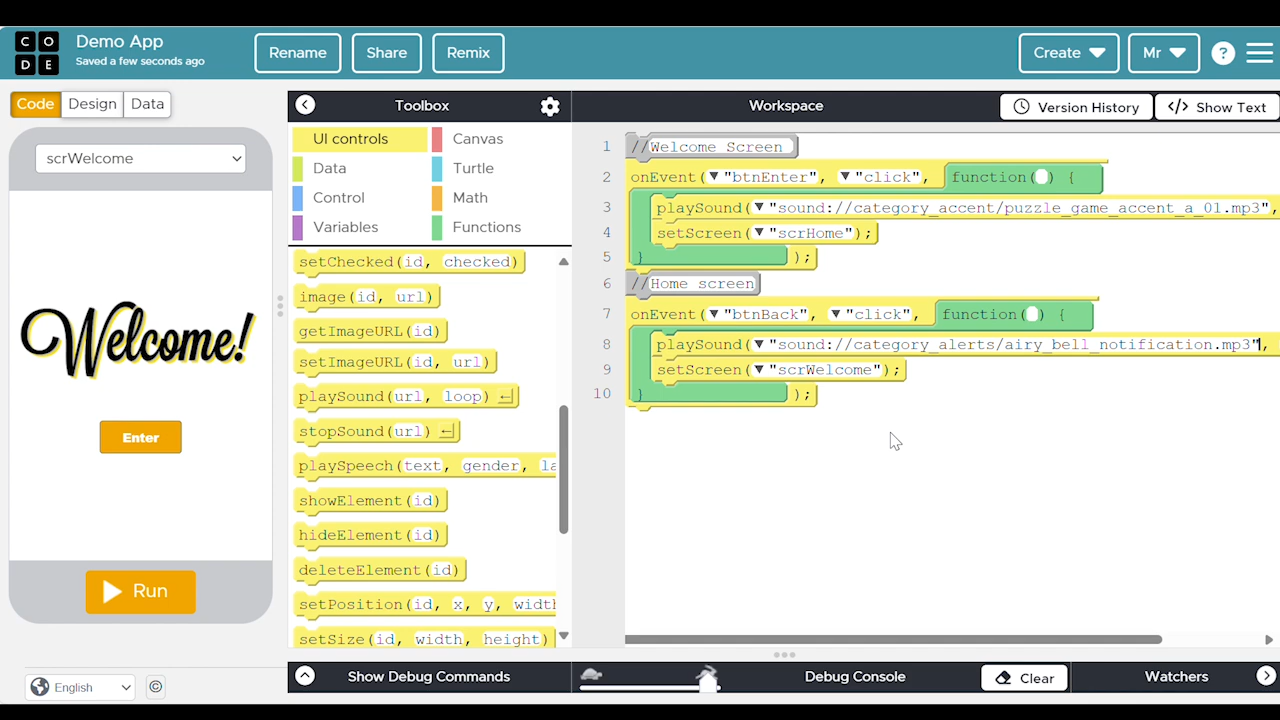 C O
D E
Demo App
Saved a few seconds ago
Rename
Share
Remix
Create
Mr
?
Code
Design
Data
Toolbox
Workspace
Version History
Show Text
scrWelcome
Welcome!
Enter
Run
English
©
UI controls
Canvas
Data
Turtle
Control
Math
Variables
Functions
setChecked(id, checked)
image(id, url)
getImageURL(id)
setImageURL(id, url)
playSound(url, loop)
stopSound(url)
playSpeech(text, gender, la
showElement(id)
hideElement(id)
deleteElement(id)
setPosition(id, x, y, width
setSize(id, width, height)
1 //Welcome Screen
2 onEvent(▼"btnEnter", ▼"click", function( ) {
3 playSound(▼"sound://category_accent/puzzle_game_accent_a_01.mp3",
4 setScreen(▼"scrHome");
5 } );
6 //Home screen
7 onEvent(▼"btnBack", ▼"click", function( ) {
8 playSound(▼"sound://category_alerts/airy_bell_notification.mp3",
9 setScreen(▼"scrWelcome");
10 } );
Show Debug Commands
Debug Console
Clear
Watchers